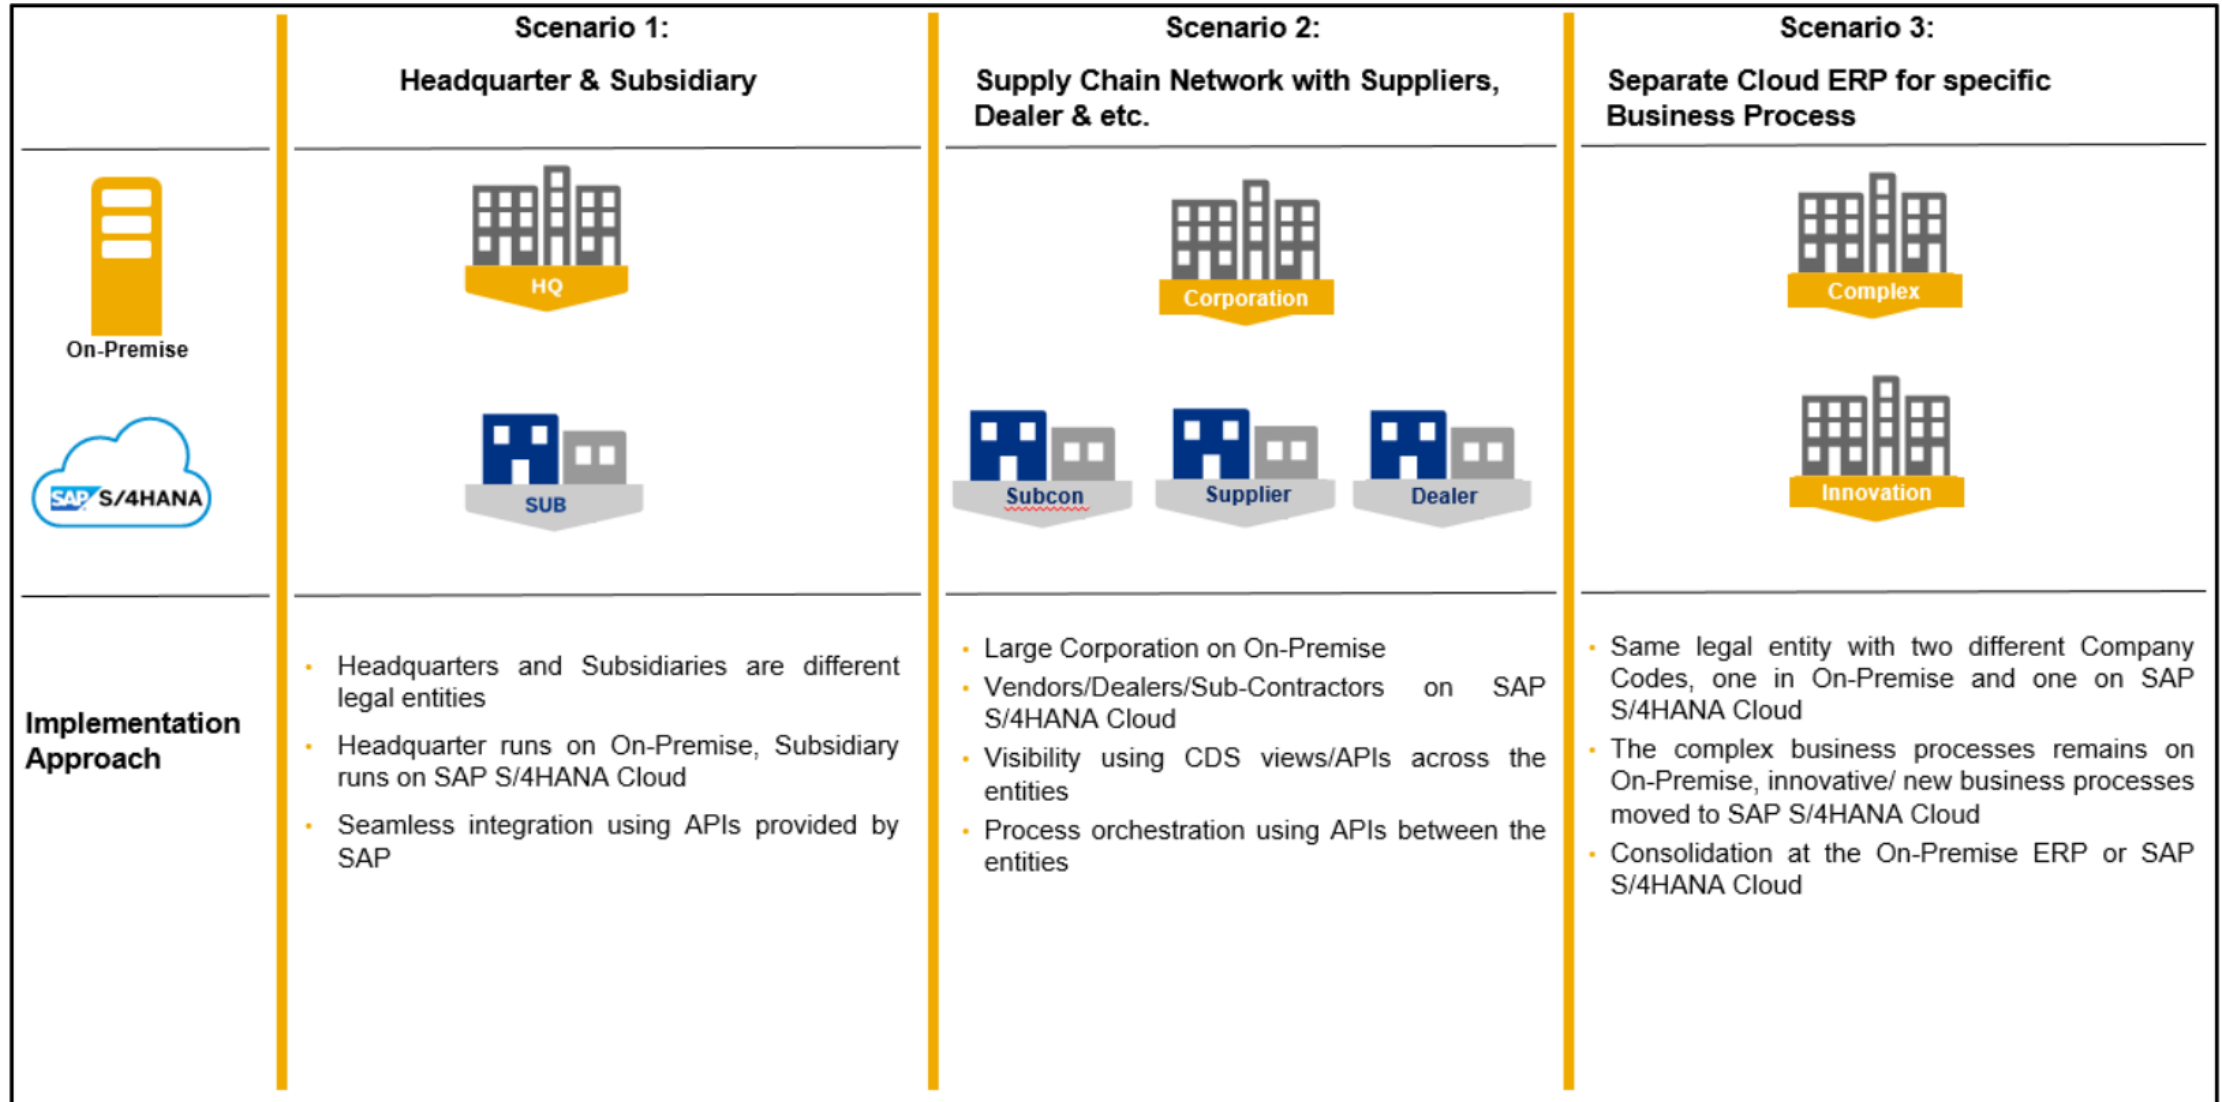 Scenario 1:
Headquarter & Subsidiary
Scenario 2:
Supply Chain Network with Suppliers,
Dealer & etc.
Scenario 3:
Separate Cloud ERP for specific
Business Process
On-Premise
HQ
Corporation
Complex
SAP S/4HANA
SUB
Subcon
Supplier
Dealer
Innovation
Implementation
Approach
• Headquarters and Subsidiaries are different
legal entities
• Headquarter runs on On-Premise, Subsidiary
runs on SAP S/4HANA Cloud
• Seamless integration using APIs provided by
SAP
• Large Corporation on On-Premise
• Vendors/Dealers/Sub-Contractors on SAP
S/4HANA Cloud
• Visibility using CDS views/APIs across the
entities
• Process orchestration using APIs between the
entities
• Same legal entity with two different Company
Codes, one in On-Premise and one on SAP
S/4HANA Cloud
• The complex business processes remains on
On-Premise, innovative/ new business processes
moved to SAP S/4HANA Cloud
• Consolidation at the On-Premise ERP or SAP
S/4HANA Cloud